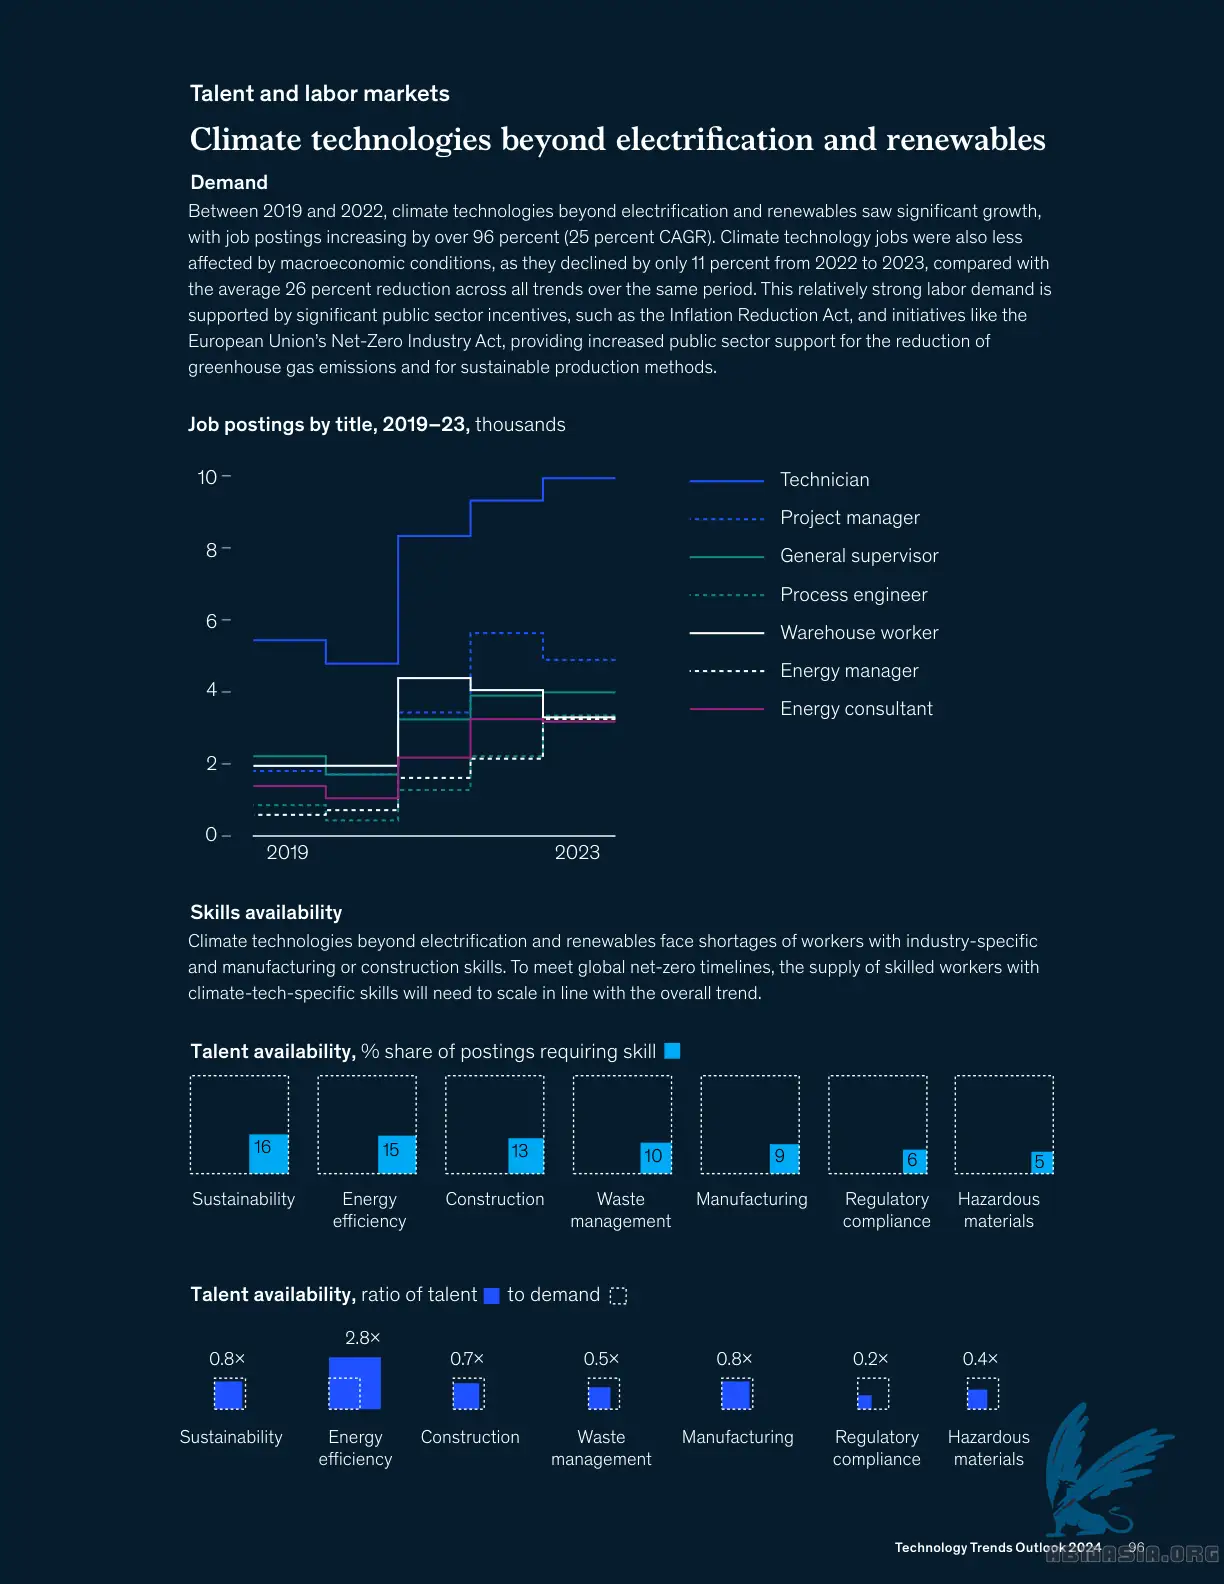 Talent and labor markets
Climate technologies beyond electrification and renewables
Demand
Between 2019 and 2022, climate technologies beyond electrification and renewables saw significant growth,
with job postings increasing by over 96 percent (25 percent CAGR). Climate technology jobs were also less
affected by macroeconomic conditions, as they declined by only 11 percent from 2022 to 2023, compared with
the average 26 percent reduction across all trends over the same period. This relatively strong labor demand is
supported by significant public sector incentives, such as the Inflation Reduction Act, and initiatives like the
European Union’s Net-Zero Industry Act, providing increased public sector support for the reduction of
greenhouse gas emissions and for sustainable production methods.
Job postings by title, 2019–23, thousands
10
8
6
4
2
0
2019 2023
Technician
Project manager
General supervisor
Process engineer
Warehouse worker
Energy manager
Energy consultant
Skills availability
Climate technologies beyond electrification and renewables face shortages of workers with industry-specific
and manufacturing or construction skills. To meet global net-zero timelines, the supply of skilled workers with
climate-tech-specific skills will need to scale in line with the overall trend.
Talent availability, % share of postings requiring skill
16 15 13 10 9 6 5
Sustainability Energy Construction Waste Manufacturing Regulatory Hazardous
efficiency management compliance materials
Talent availability, ratio of talent to demand
0.8× 2.8× 0.7× 0.5× 0.8× 0.2× 0.4×
Sustainability Energy Construction Waste Manufacturing Regulatory Hazardous
efficiency management compliance materials
Technology Trends Outlook 2024 96
ABMASIA.ORG